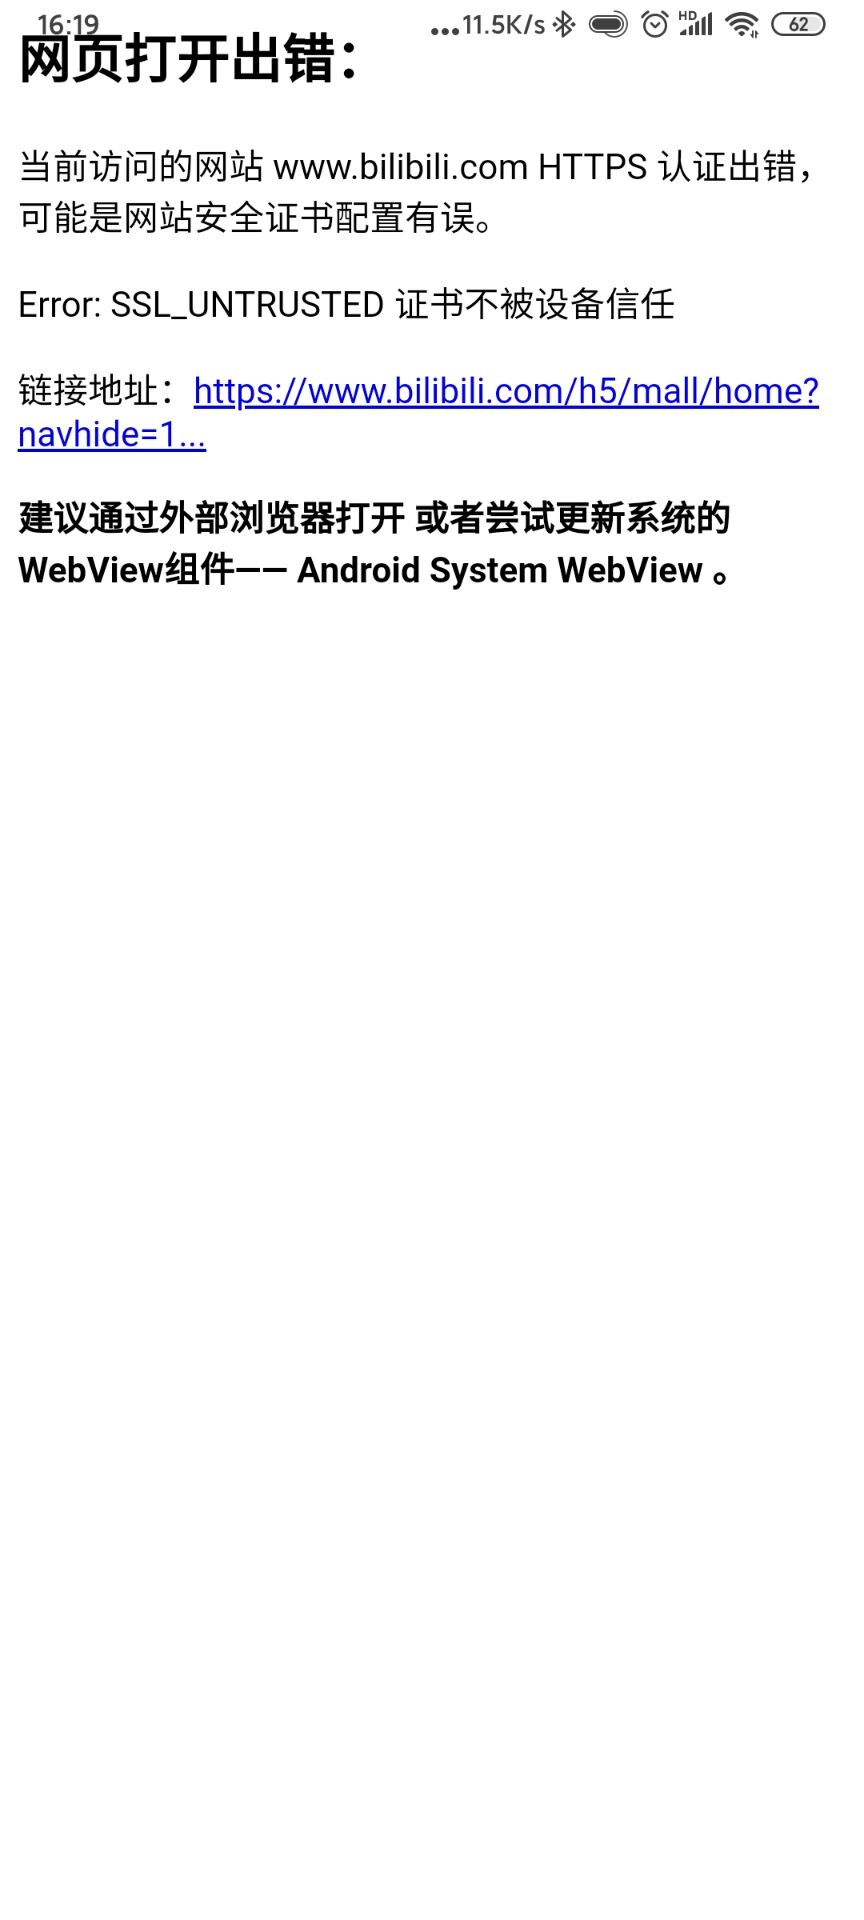 16:19
...11.5K/s
HD
62
网页打开出错：
当前访问的网站 www.bilibili.com HTTPS 认证出错，
可能是网站安全证书配置有误。
Error: SSL_UNTRUSTED 证书不被设备信任
链接地址：https://www.bilibili.com/h5/mall/home?
navhide=1...
建议通过外部浏览器打开 或者尝试更新系统的
WebView组件—— Android System WebView 。